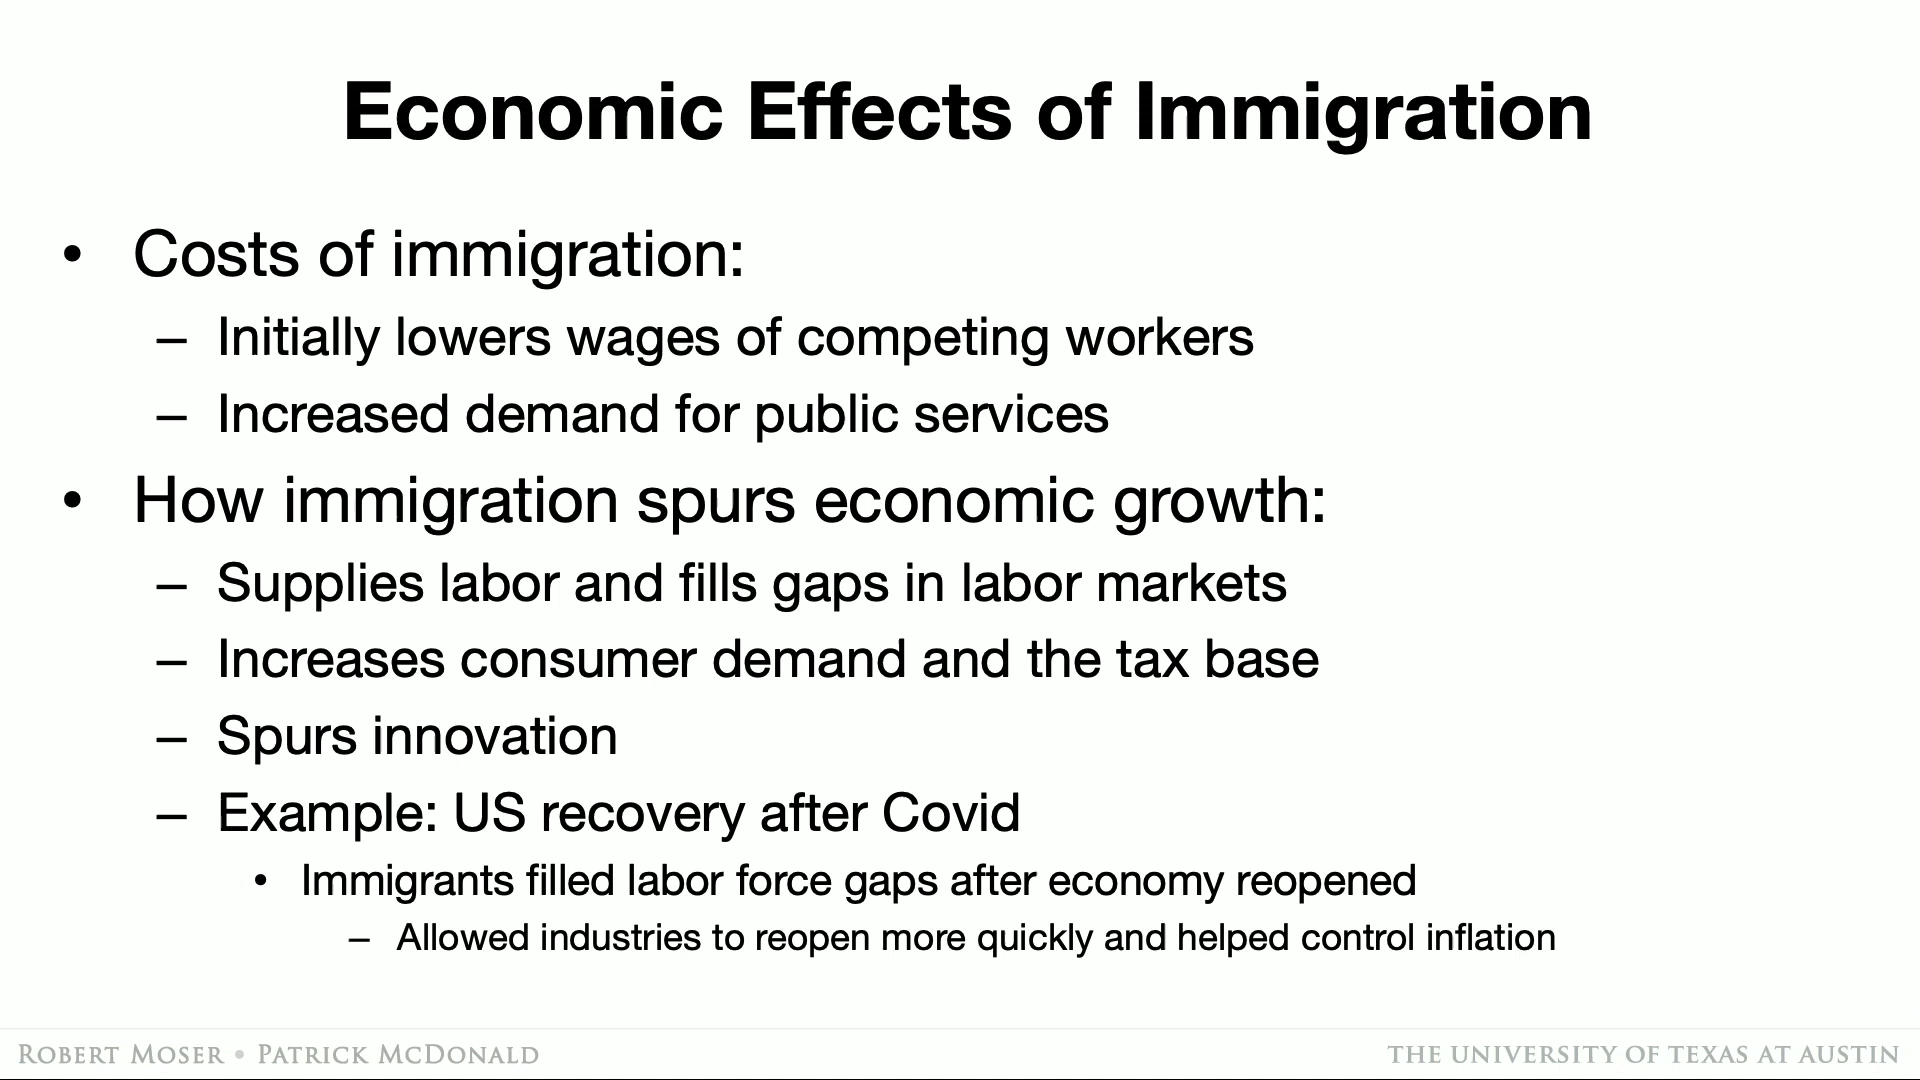 Economic Effects of Immigration
• Costs of immigration:
– Initially lowers wages of competing workers
– Increased demand for public services
• How immigration spurs economic growth:
– Supplies labor and fills gaps in labor markets
– Increases consumer demand and the tax base
– Spurs innovation
– Example: US recovery after Covid
• Immigrants filled labor force gaps after economy reopened
– Allowed industries to reopen more quickly and helped control inflation
ROBERT MOSER • PATRICK MCDONALD
THE UNIVERSITY OF TEXAS AT AUSTIN